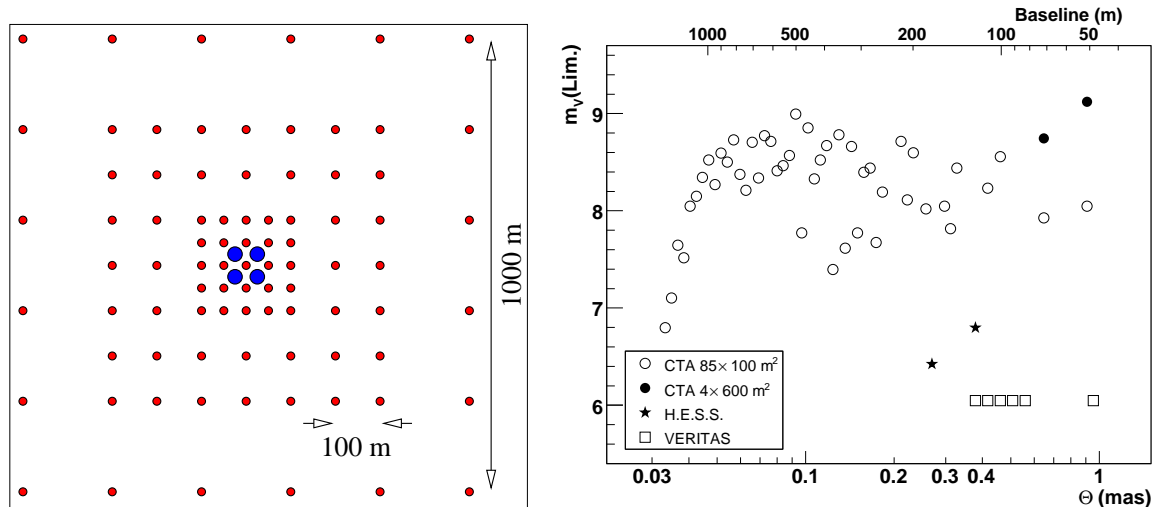 1000 m
100 m
Baseline (m)
1000 500 200 100 50
m_V(Lim.)
9
8
7
6
CTA 85× 100 m²
CTA 4× 600 m²
H.E.S.S.
VERITAS
0.03 0.1 0.2 0.3 0.4 1
Θ (mas)